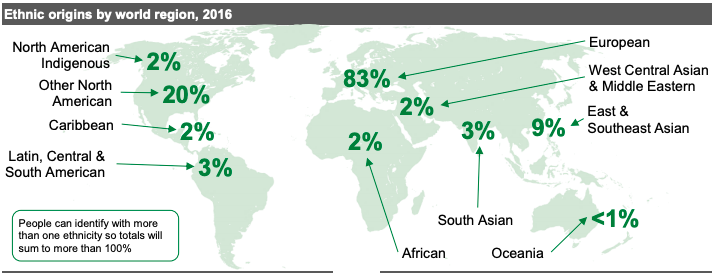 Ethnic origins by world region, 2016
North American
Indigenous
2%
Other North
American
20%
Caribbean
2%
Latin, Central &
South American
3%
European
83%
West Central Asian
& Middle Eastern
2%
East &
Southeast Asian
9%
3%
South Asian
2%
African
<1%
Oceania
People can identify with more
than one ethnicity so totals will
sum to more than 100%